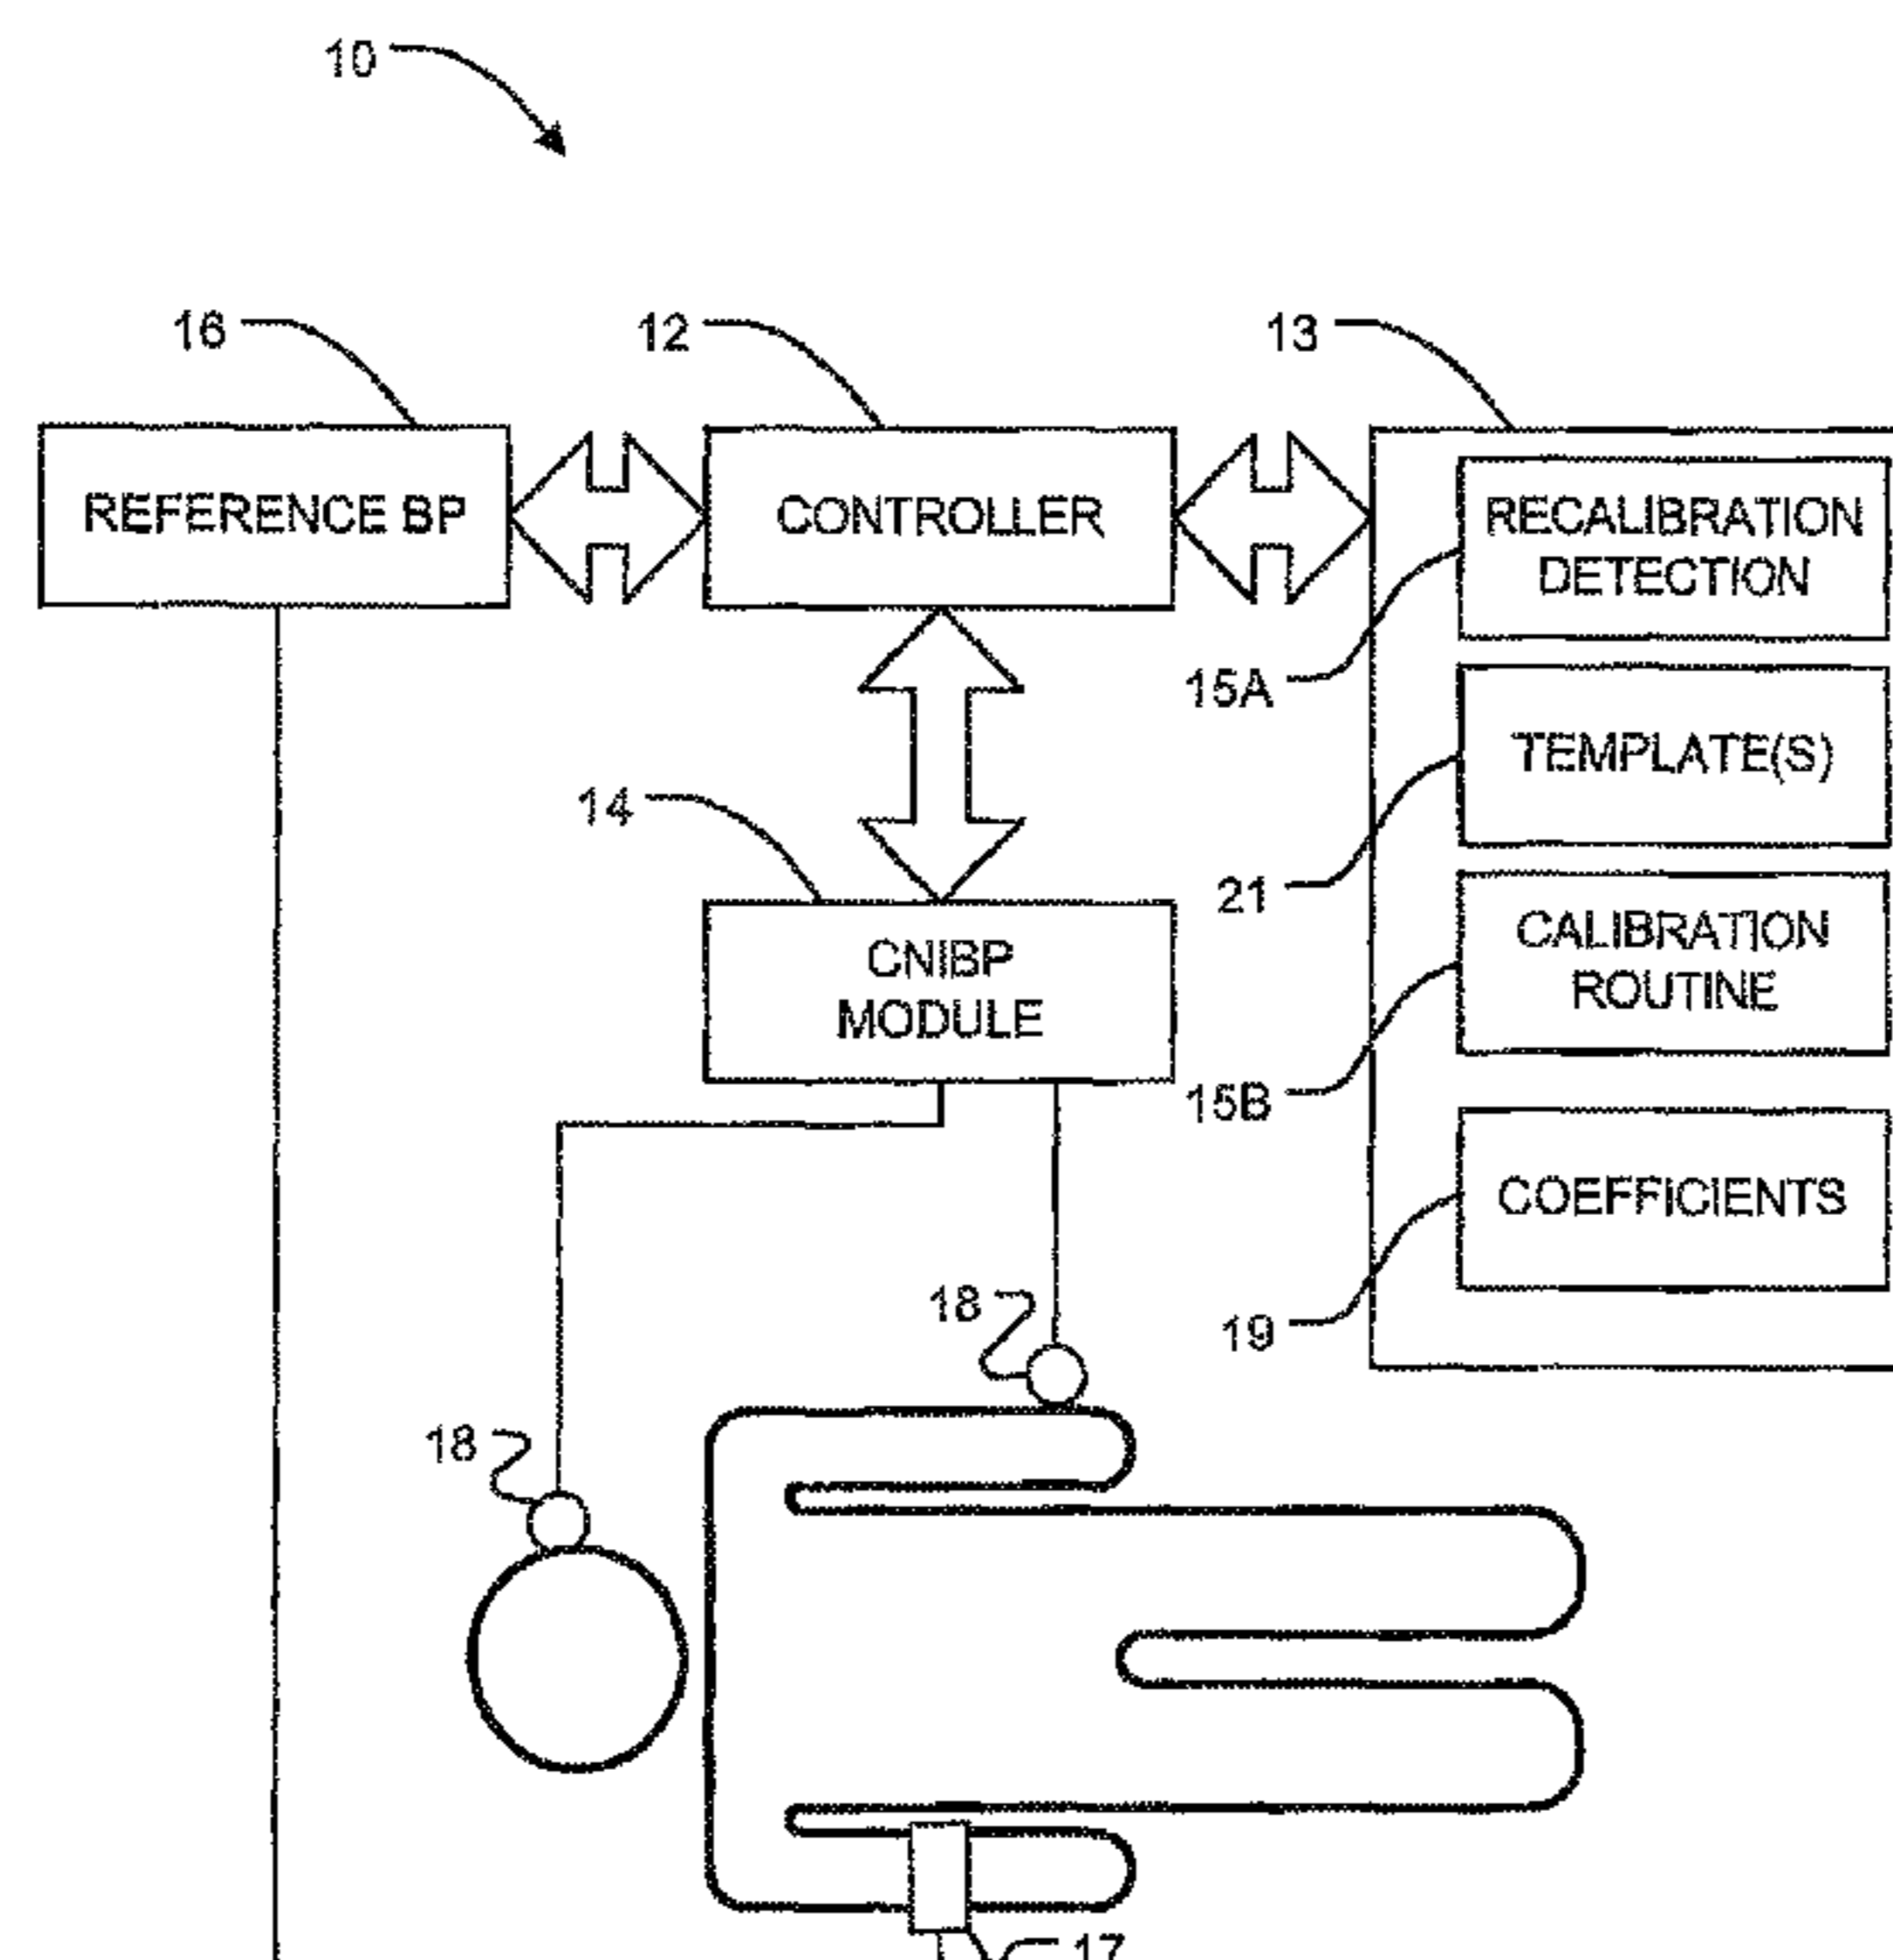 10
16
12
13
REFERENCE BP
CONTROLLER
RECALIBRATION
DETECTION
15A
TEMPLATE(S)
14
21
CNIBP
MODULE
CALIBRATION
ROUTINE
15B
COEFFICIENTS
18
19
18
17